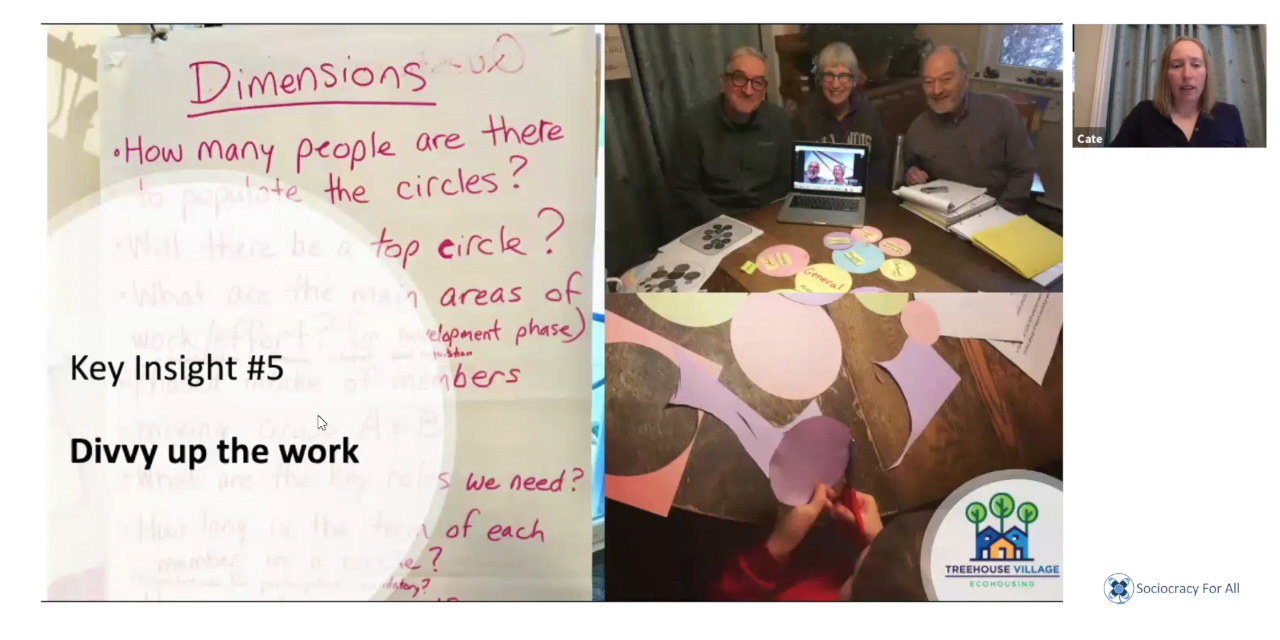 Dimensions
• How many people are there
to populate the circles?
• Will there be a top circle?
• What are the main areas of
work/effort? development phase)
intake of members
A + B
What are the key roles we need?
• How long is the term of each
member in a circle?
Key Insight #5
Divvy up the work
General
TREEHOUSE VILLAGE
ECOHOUSING
Cate
Sociocracy For All